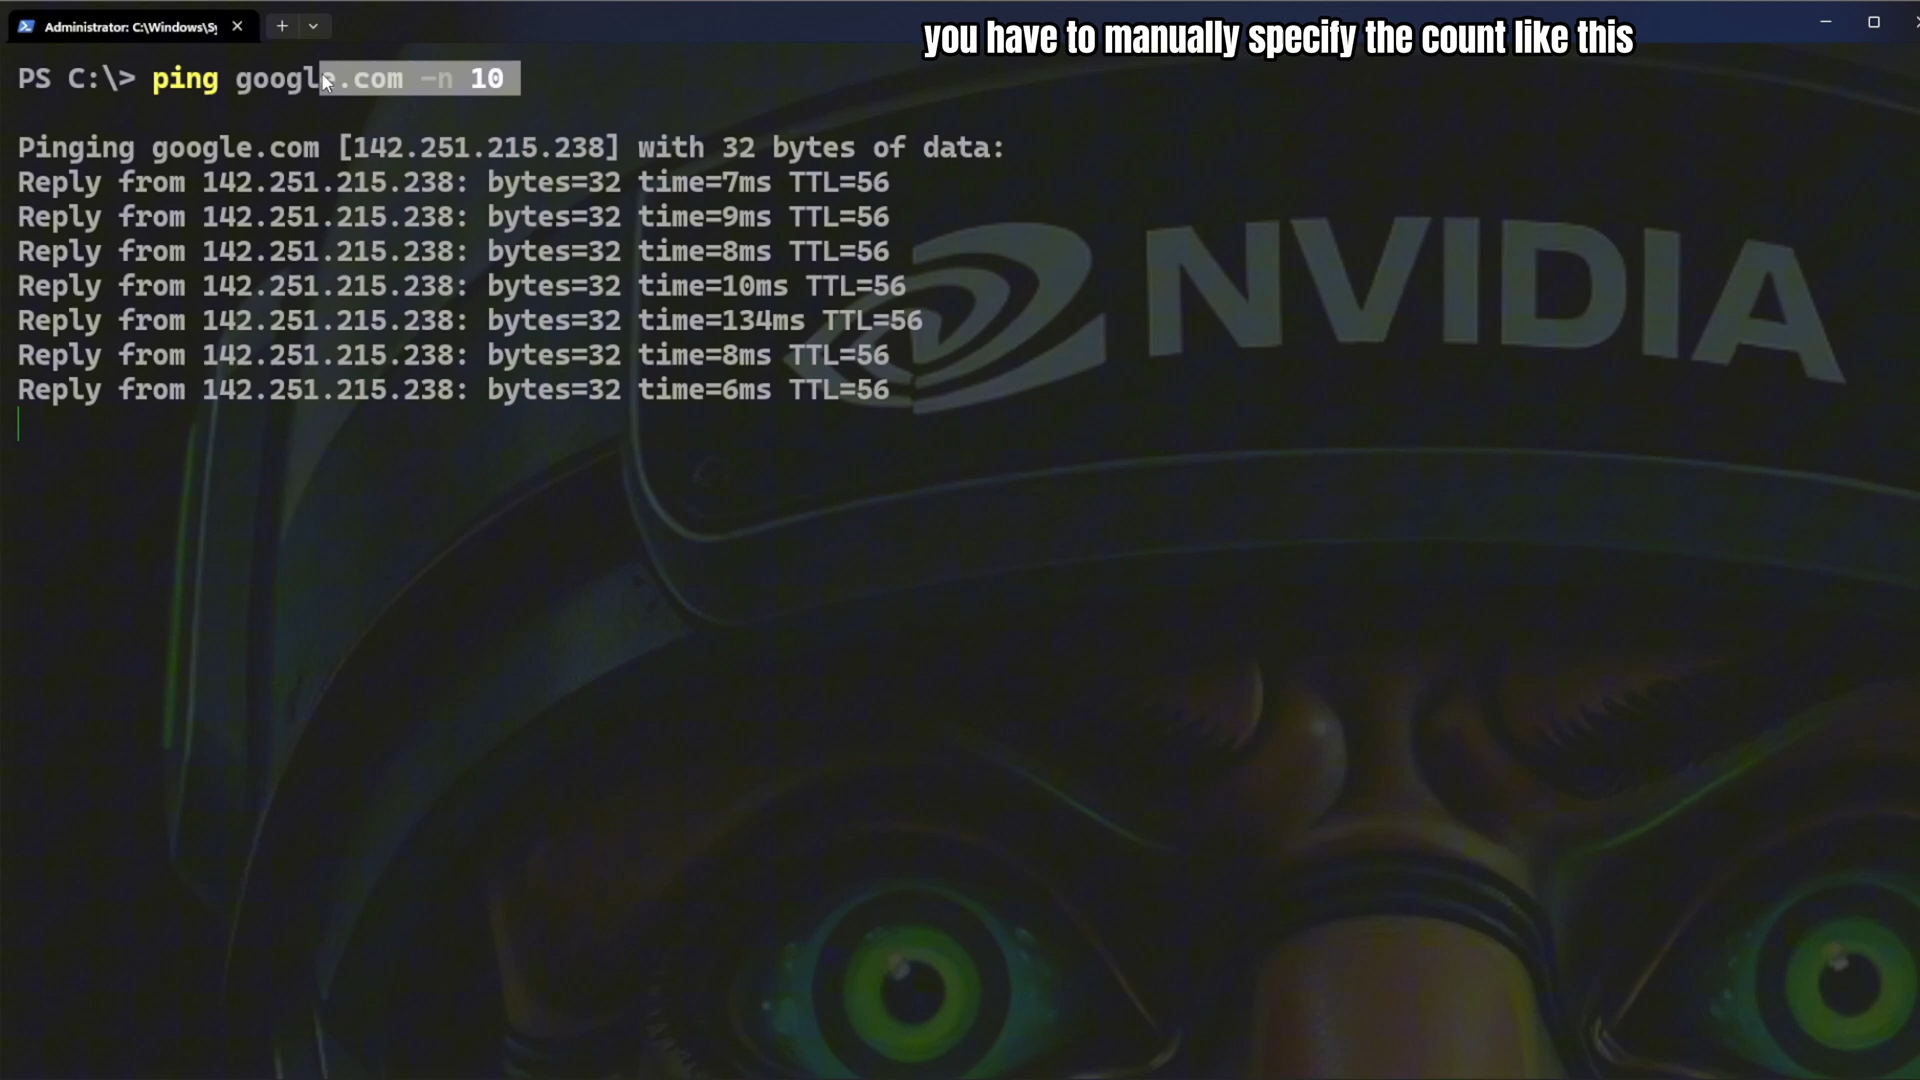 Administrator: C:\Windows\Sy
you have to manually specify the count like this
PS C:\> ping google.com -n 10
Pinging google.com [142.251.215.238] with 32 bytes of data:
Reply from 142.251.215.238: bytes=32 time=7ms TTL=56
Reply from 142.251.215.238: bytes=32 time=9ms TTL=56
Reply from 142.251.215.238: bytes=32 time=8ms TTL=56
Reply from 142.251.215.238: bytes=32 time=10ms TTL=56
Reply from 142.251.215.238: bytes=32 time=134ms TTL=56
Reply from 142.251.215.238: bytes=32 time=8ms TTL=56
Reply from 142.251.215.238: bytes=32 time=6ms TTL=56
NVIDIA